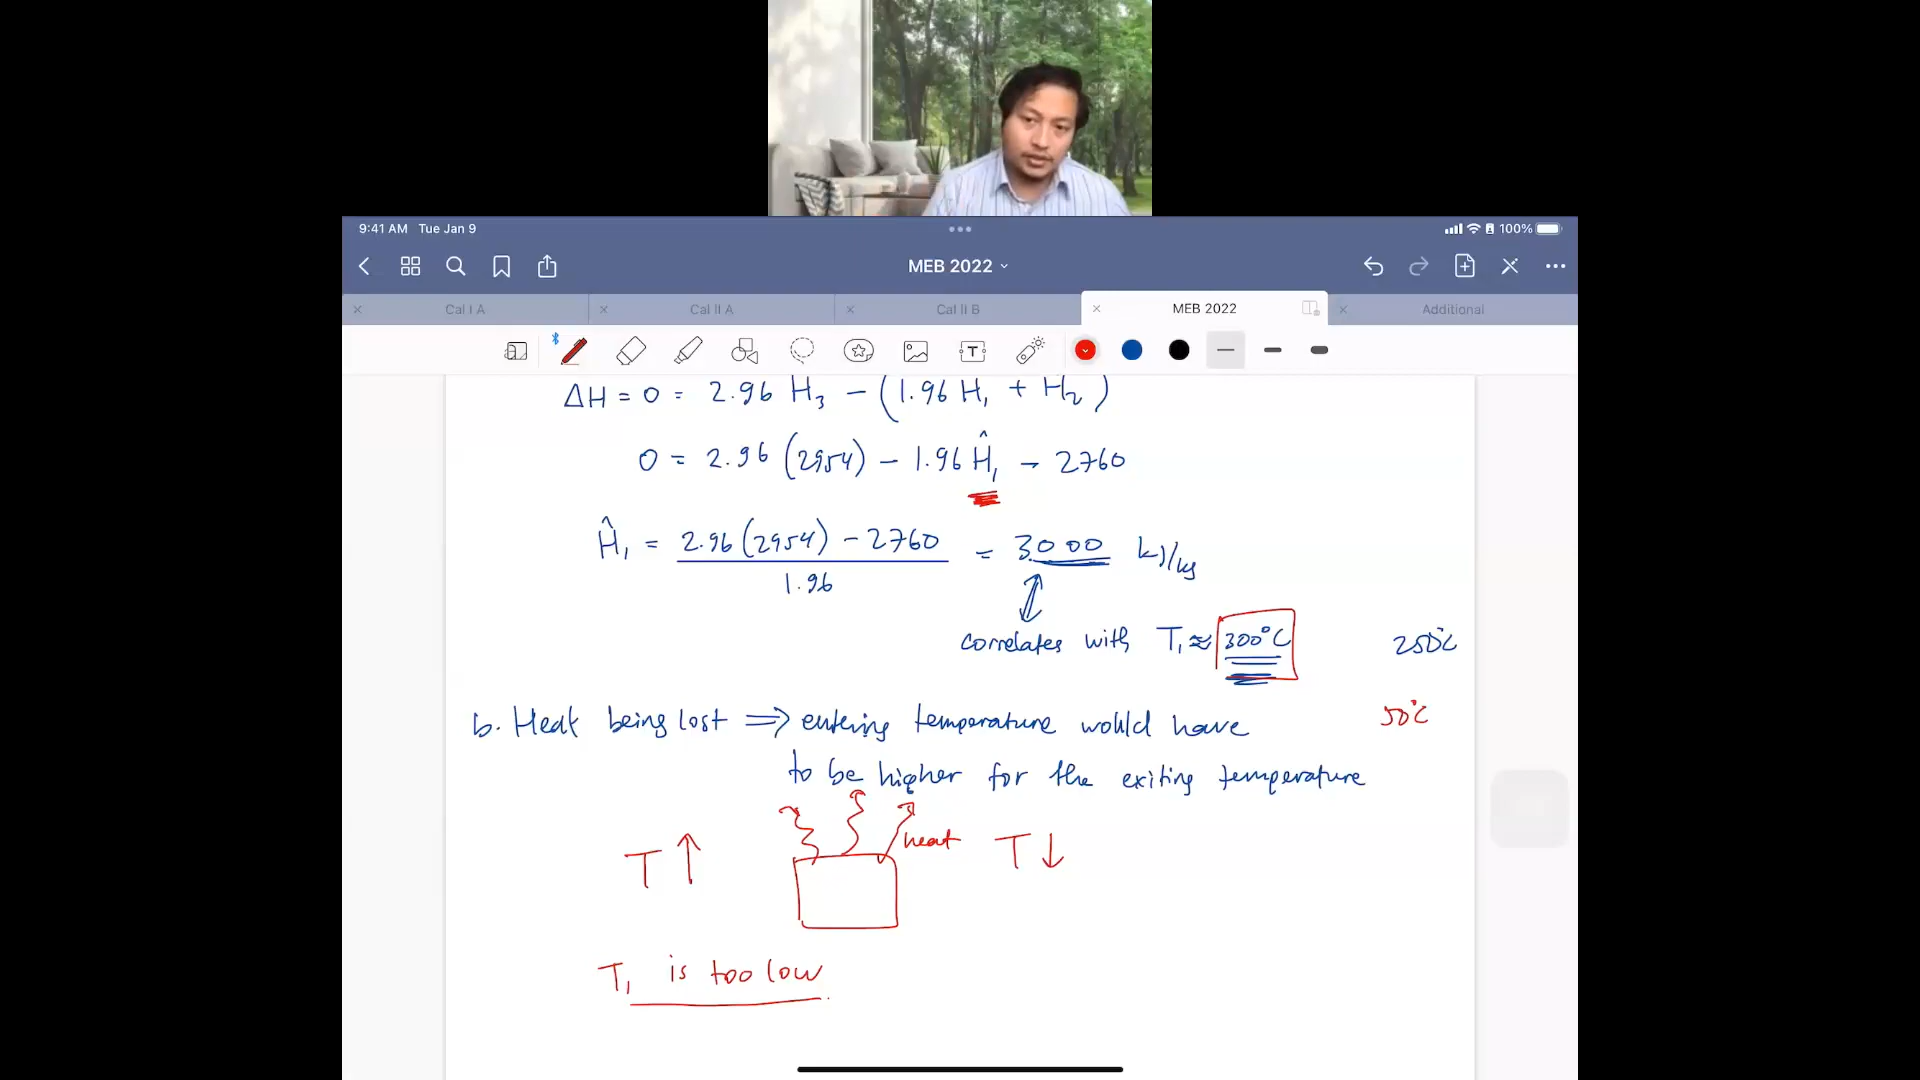 9:41 AM Tue Jan 9
100%
MEB 2022
Cal I A
Cal II A
Cal II B
MEB 2022
Additional
ΔH = 0 = 2.96 H₃ − (1.96 H₁ + H₂)
0 = 2.96 (2954) − 1.96 Ĥ₁ − 2760
Ĥ₁ = 2.96(2954) − 2760 / 1.96 = 3000 kJ/kg
correlates with T₁ ≈ 300°C
250°C
b. Heat being lost ⇒ entering temperature would have
50°C
to be higher for the exiting temperature
T ↑
heat
T ↓
T₁ is too low